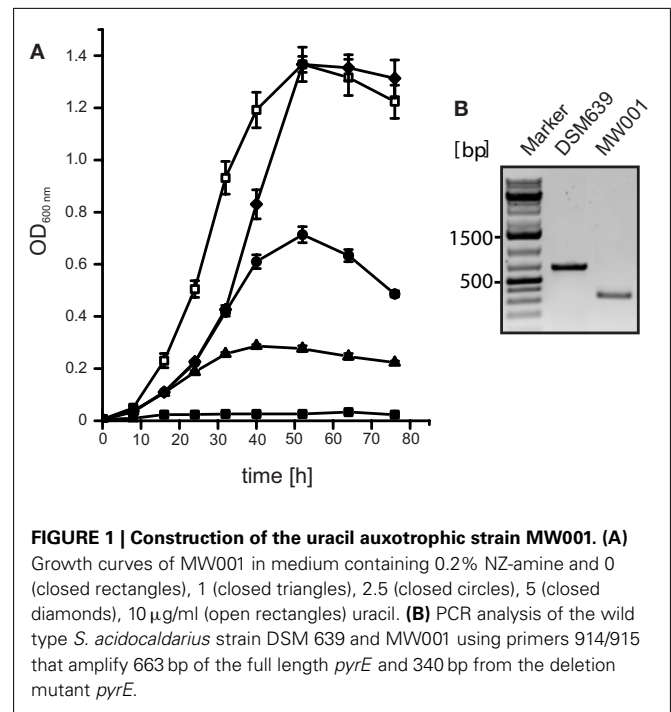 A
1.4
1.2
1.0
0.8
0.6
0.4
0.2
0
OD600 nm
0 10 20 30 40 50 60 70 80
time [h]
B
[bp] Marker DSM639 MW001
1500
500
FIGURE 1 | Construction of the uracil auxotrophic strain MW001. (A)
Growth curves of MW001 in medium containing 0.2% NZ-amine and 0
(closed rectangles), 1 (closed triangles), 2.5 (closed circles), 5 (closed
diamonds), 10 μg/ml (open rectangles) uracil. (B) PCR analysis of the wild
type S. acidocaldarius strain DSM 639 and MW001 using primers 914/915
that amplify 663 bp of the full length pyrE and 340 bp from the deletion
mutant pyrE.